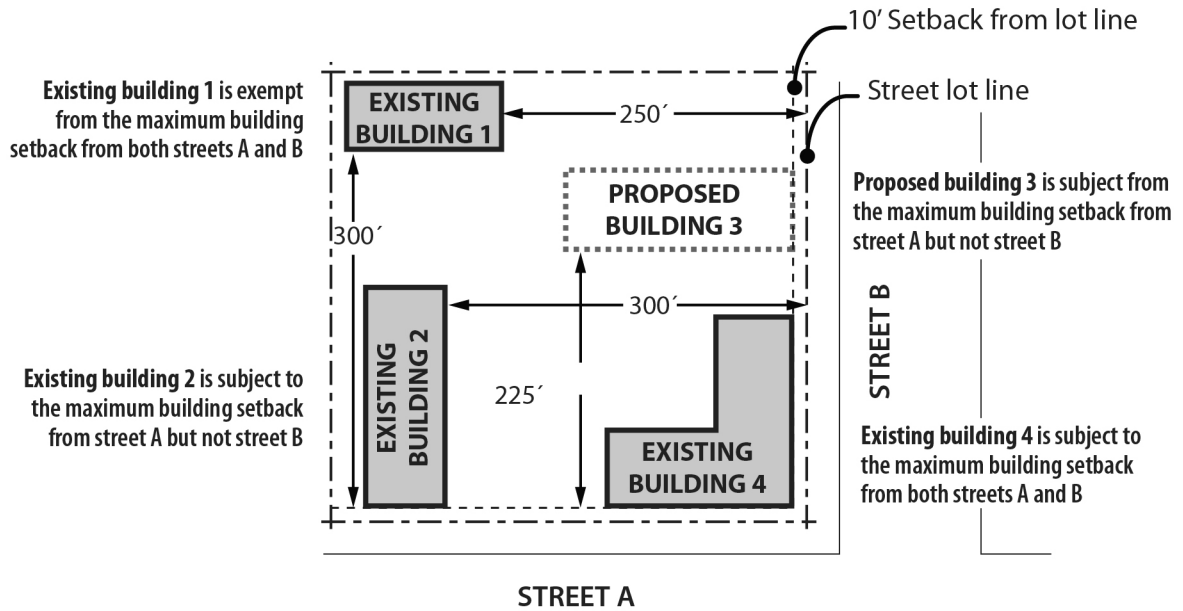 10’ Setback from lot line
Existing building 1 is exempt
from the maximum building
setback from both streets A and B
EXISTING
BUILDING 1
250´
Street lot line
PROPOSED
BUILDING 3
Proposed building 3 is subject from
the maximum building setback from
street A but not street B
300´
300´
EXISTING
BUILDING 2
STREET B
Existing building 2 is subject to
the maximum building setback
from street A but not street B
225´
EXISTING
BUILDING 4
Existing building 4 is subject to
the maximum building setback
from both streets A and B
STREET A